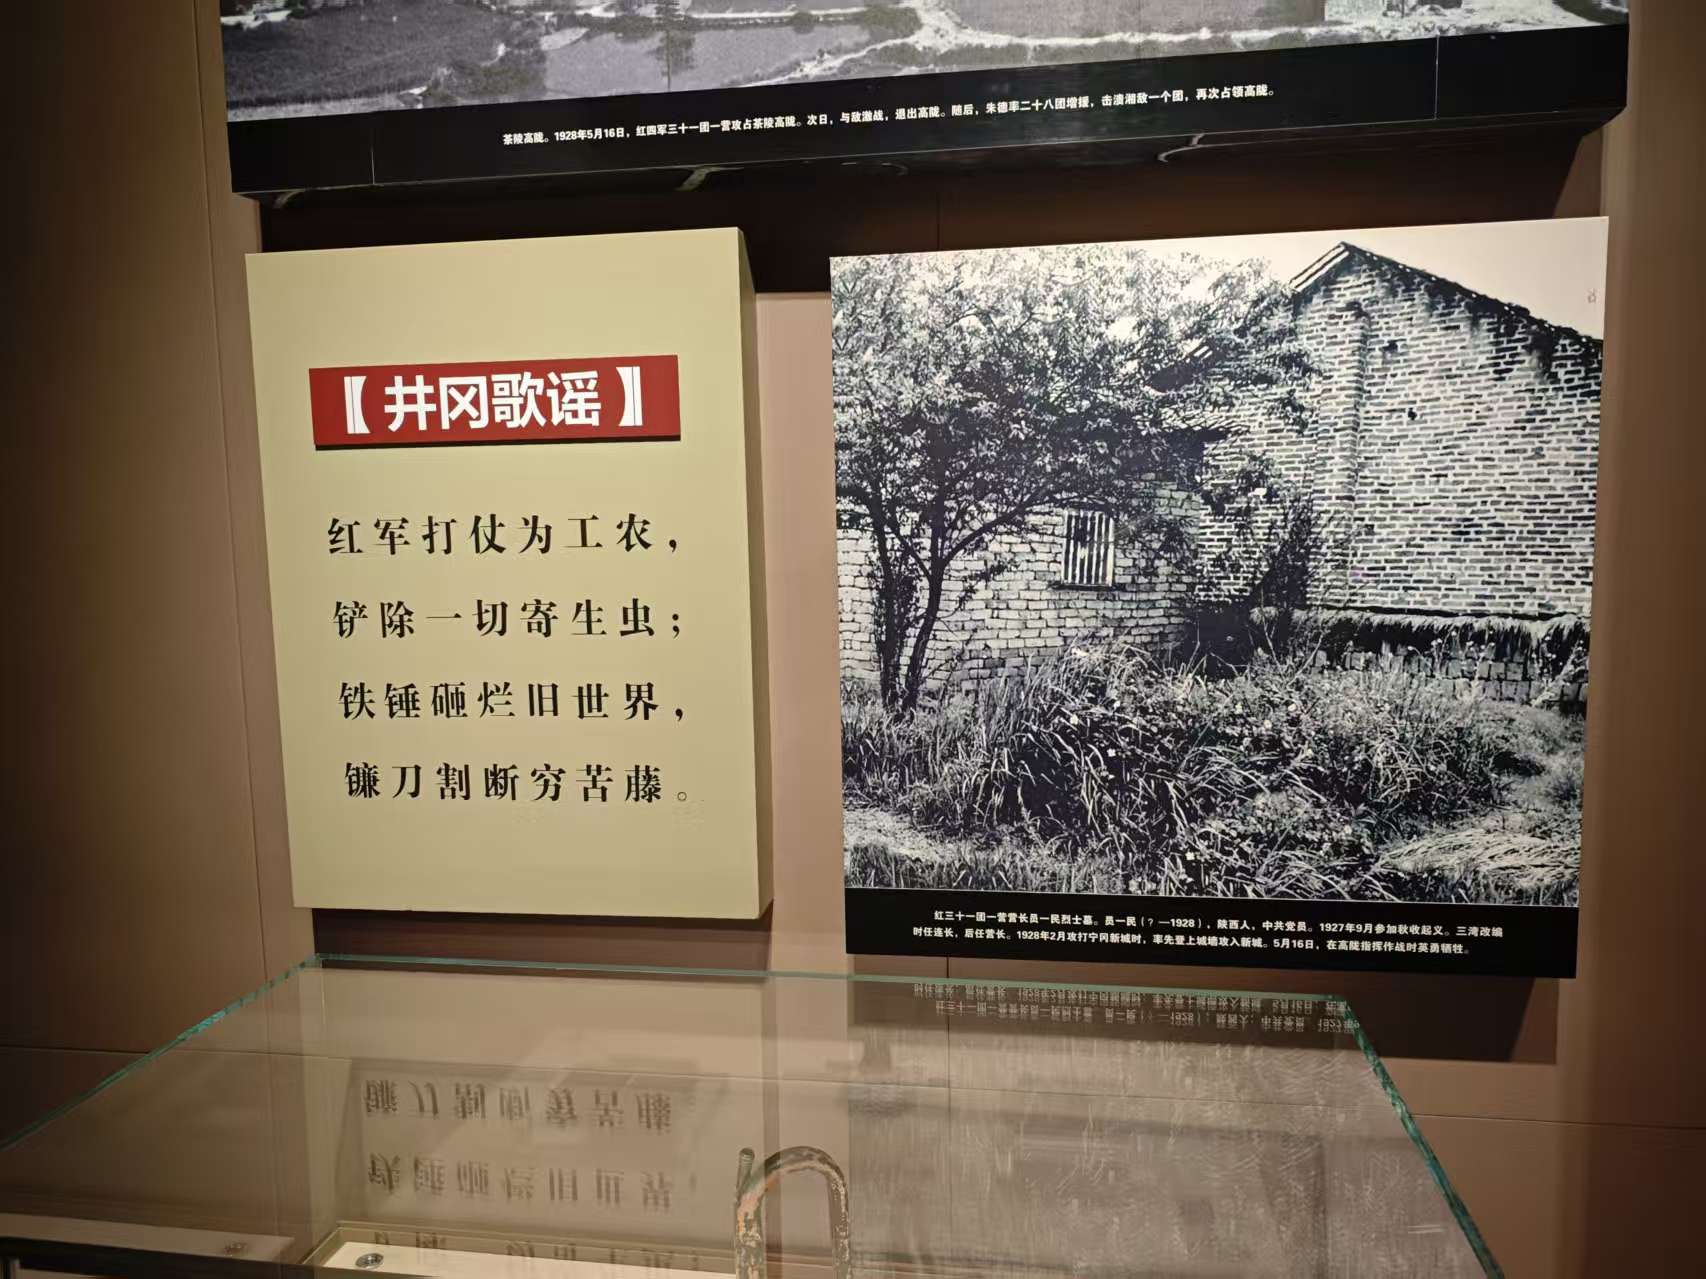 茶陵高陇。1928年5月16日，红四军三十一团一营攻占茶陵高陇。次日，与敌激战，退出高陇。随后，朱德率二十八团增援，击溃湘敌一个团，再次占领高陇。
【井冈歌谣】
红军打仗为工农，
铲除一切寄生虫；
铁锤砸烂旧世界，
镰刀割断穷苦藤。
红三十一团一营营长员一民烈士墓。员一民（？—1928），陕西人，中共党员。1927年9月参加秋收起义。三湾改编
时任连长，后任营长。1928年2月攻打宁冈新城时，率先登上城墙攻入新城。5月16日，在高陇指挥作战时英勇牺牲。